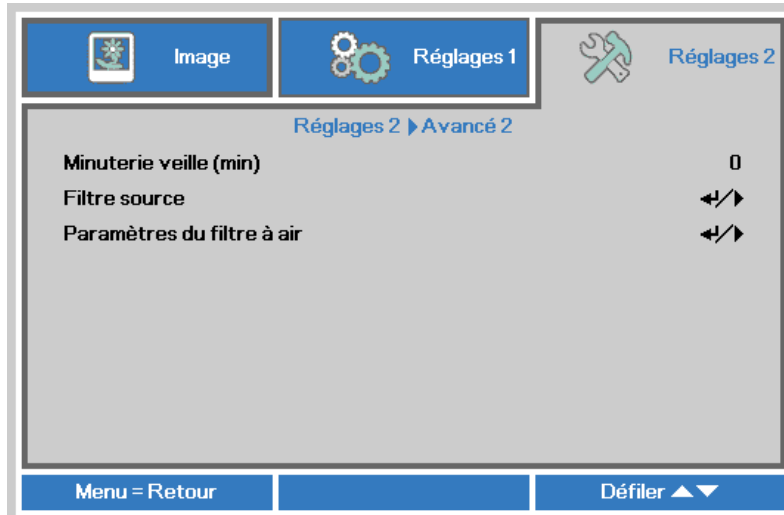 Image
Réglages 1
Réglages 2
Réglages 2 ▶ Avancé 2
Minuterie veille (min) 0
Filtre source ↵/▶
Paramètres du filtre à air ↵/▶
Menu = Retour
Défiler ▲▼